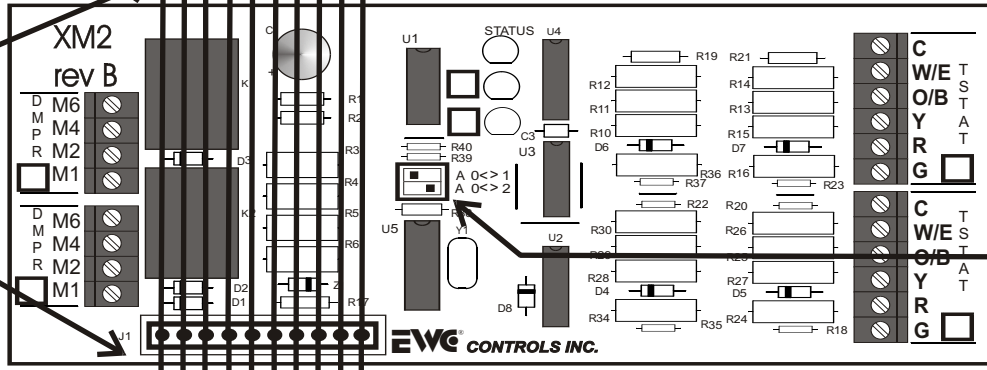 XM2
rev B
D
M
P
R
M6
M4
M2
M1
D
M
P
R
M6
M4
M2
M1
J1
C
+
K
D3
K2
D2
D1
R1
R2
R3
R4
R5
R6
Z
R17
U1
STATUS
U4
R40
R39
A 0<> 1
A 0<> 2
C3
U3
U5
Y1
U2
D8
EWC® CONTROLS INC.
R19
R12
R11
R10
D6
R36
R37
R22
R30
R28
D4
R34
R35
R21
R14
R13
R15
D7
R16
R23
R20
R26
R25
R27
D5
R24
R18
C
W/E
O/B
Y
R
G
T
S
T
A
T
C
W/E
O/B
Y
R
G
T
S
T
A
T